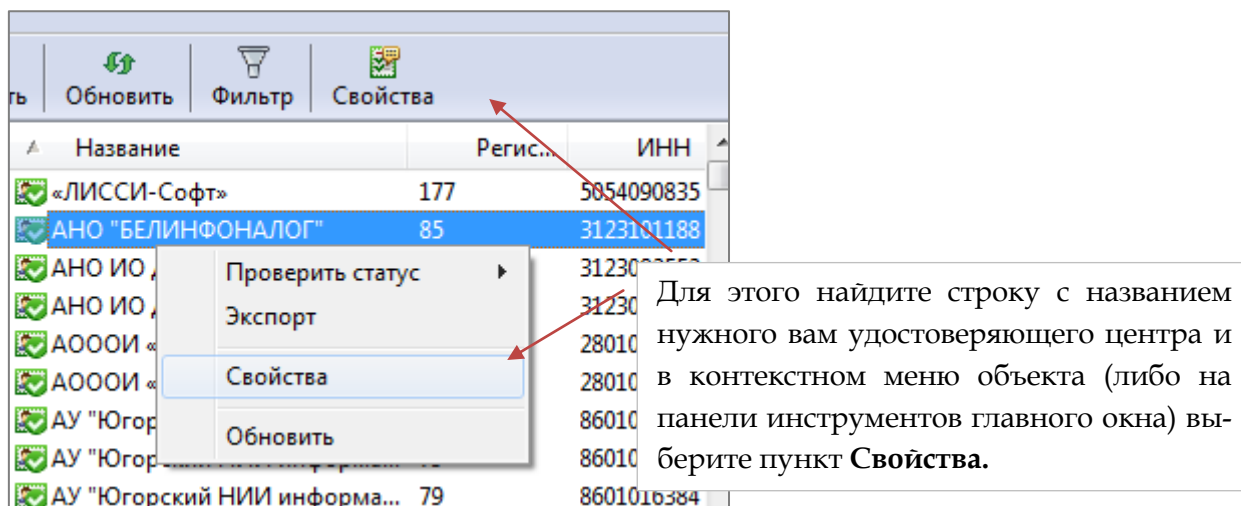 ть Обновить Фильтр Свойства
Название Регис... ИНН
«ЛИССИ-Софт» 177 5054090835
АНО "БЕЛИНФОНАЛОГ" 85 3123101188
АНО ИО
АНО ИО
АОООИ «
АОООИ «
АУ "Югор
АУ "Югорский НИИ информа... 79 8601016384
Проверить статус
Экспорт
Свойства
Обновить
Для этого найдите строку с названием
нужного вам удостоверяющего центра и
в контекстном меню объекта (либо на
панели инструментов главного окна) вы-
берите пункт Свойства.